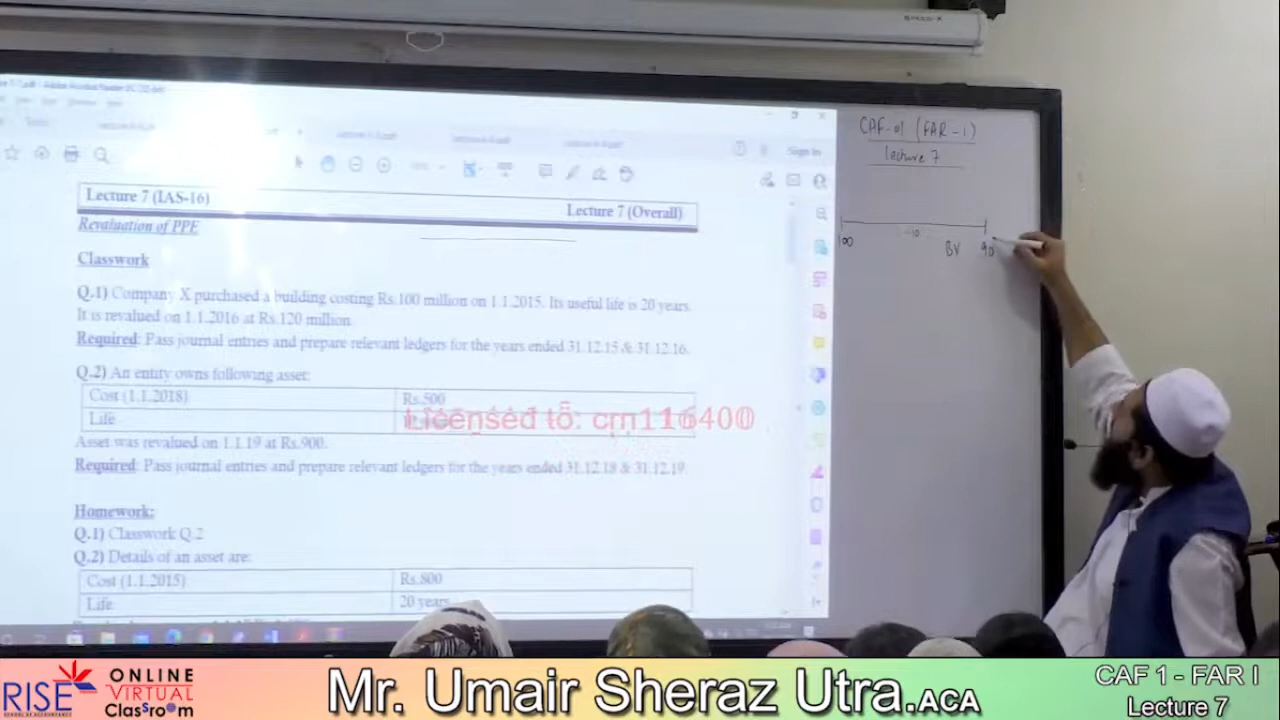 Lecture 7 (IAS-16)
Lecture 7 (Overall)
Revaluation of PPE
Classwork
Q.1) Company X purchased a building costing Rs.100 million on 1.1.2015. Its useful life is 20 years.
It is revalued on 1.1.2016 at Rs.120 million.
Required: Pass journal entries and prepare relevant ledgers for the years ended 31.12.15 & 31.12.16.
Q.2) An entity owns following asset:
Cost (1.1.2018) Rs.500
Life
Licensed to: crn116400
Asset was revalued on 1.1.19 at Rs.900.
Required: Pass journal entries and prepare relevant ledgers for the years ended 31.12.18 & 31.12.19.
Homework:
Q.1) Classwork Q.2
Q.2) Details of an asset are:
Cost (1.1.2015) Rs.800
Life 20 years
Sign In
CAF-01 (FAR-1)
lecture 7
100 -10 BV 90
RISE
ONLINE
VIRTUAL
ClassrOOm
Mr. Umair Sheraz Utra.ACA
CAF 1 - FAR I
Lecture 7